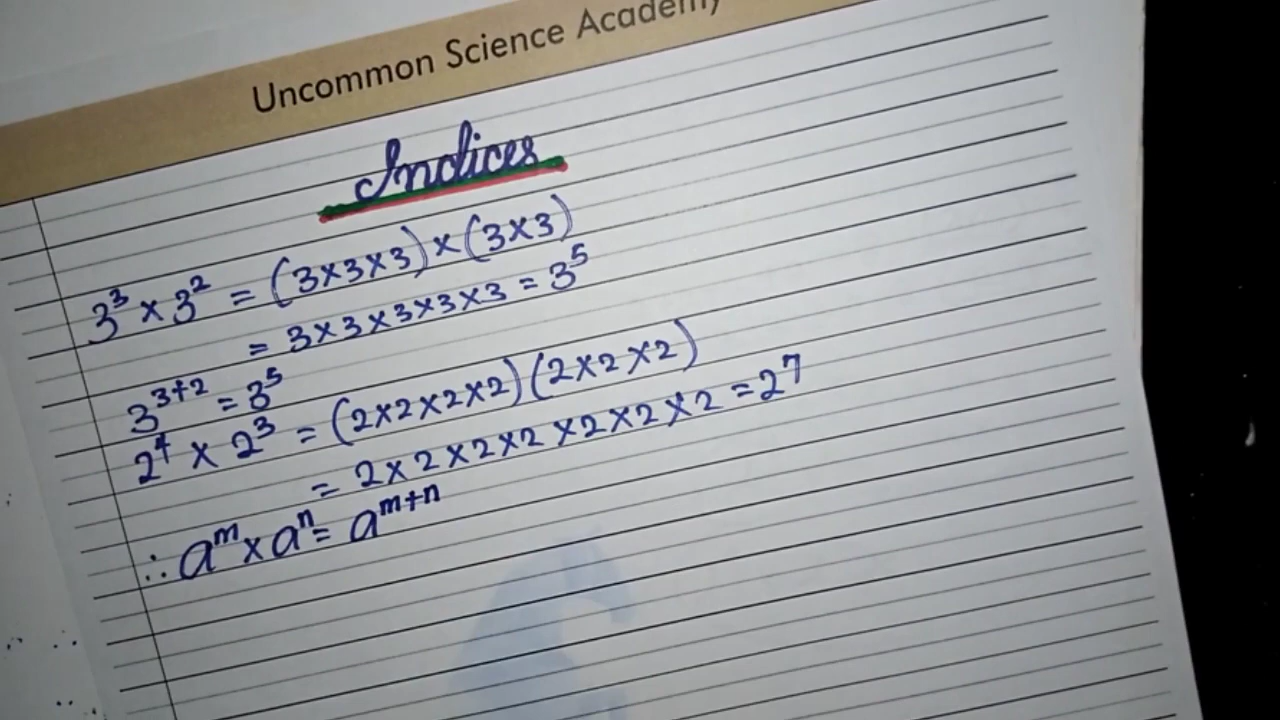 Uncommon Science Academy
Indices
3³ × 3² = (3×3×3) × (3×3)
= 3×3×3×3×3 = 3⁵
3³⁺² = 3⁵
2⁴ × 2³ = (2×2×2×2)(2×2×2)
= 2×2×2×2×2×2×2 = 2⁷
∴ aᵐ × aⁿ = aᵐ⁺ⁿ